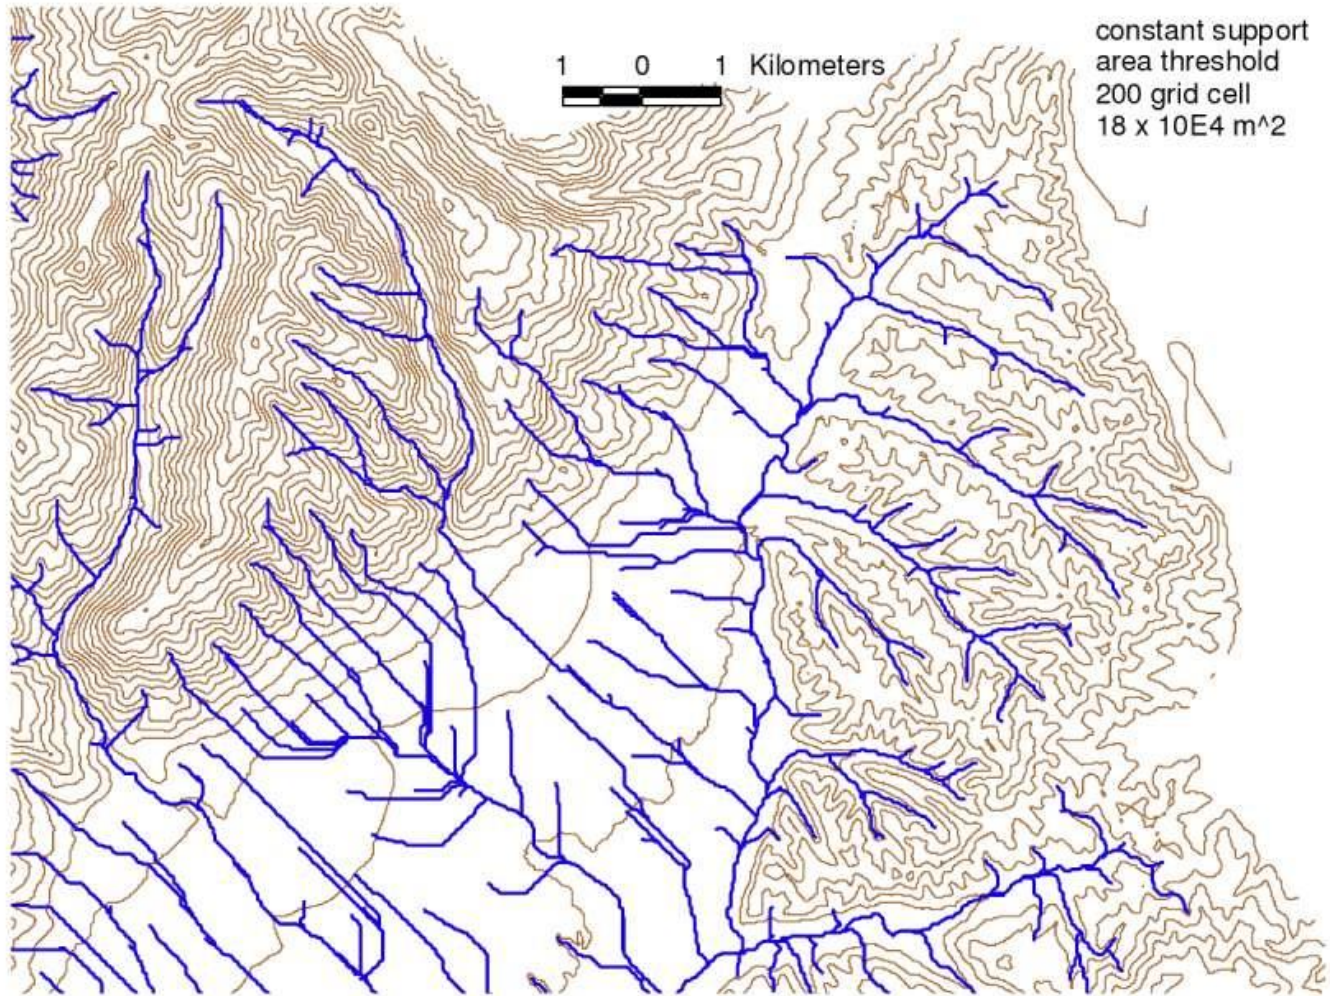 1 0 1 Kilometers
constant support
area threshold
200 grid cell
18 x 10E4 m^2